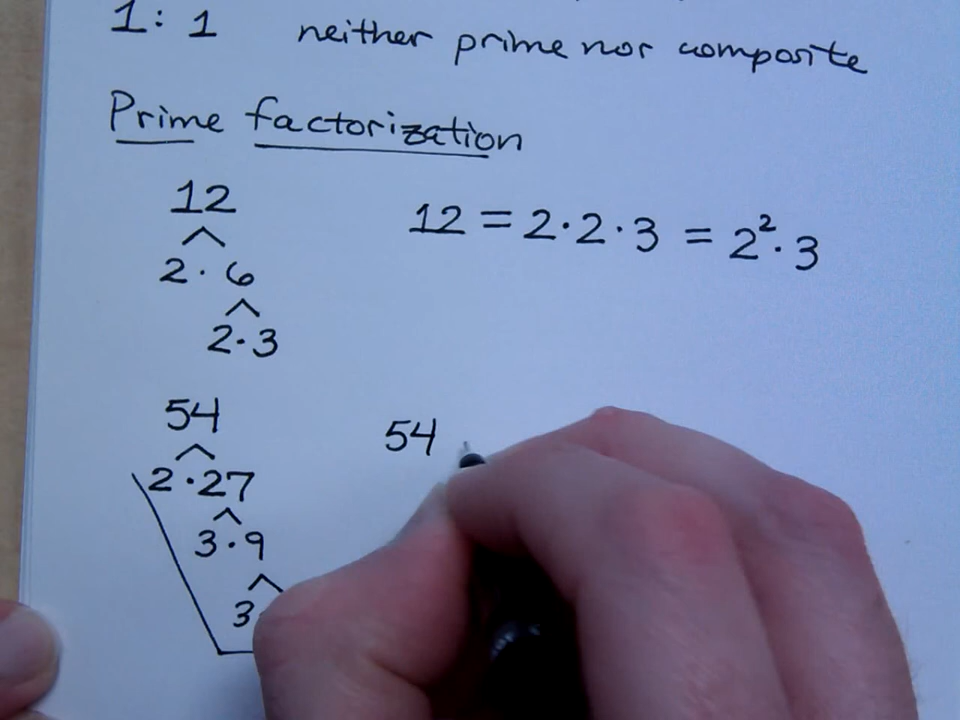 1: 1 neither prime nor composite
Prime factorization
12 12 = 2·2·3 = 2²·3
2·6
2·3
54 54
2·27
3·9
3